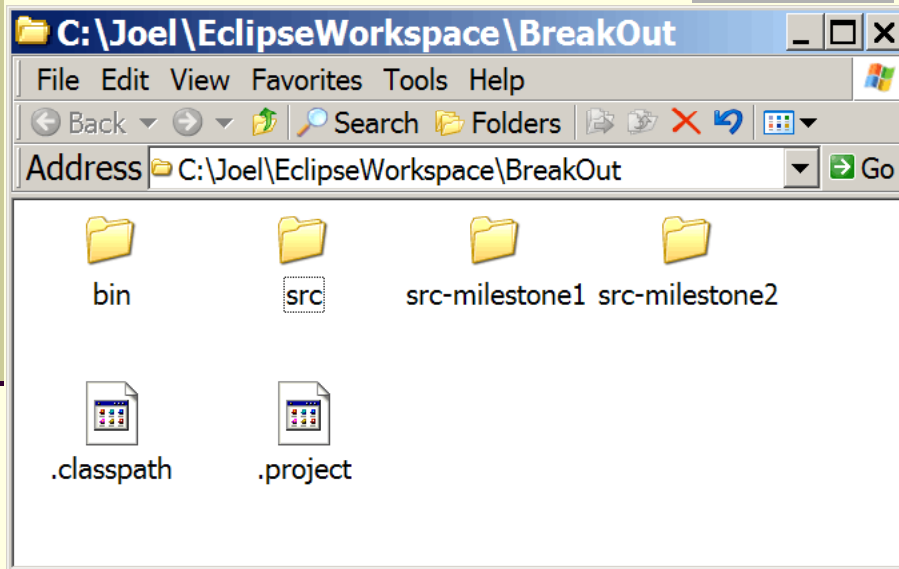 C:\Joel\EclipseWorkspace\BreakOut
File Edit View Favorites Tools Help
Back Search Folders
Address C:\Joel\EclipseWorkspace\BreakOut Go
bin src src-milestone1 src-milestone2
.classpath .project